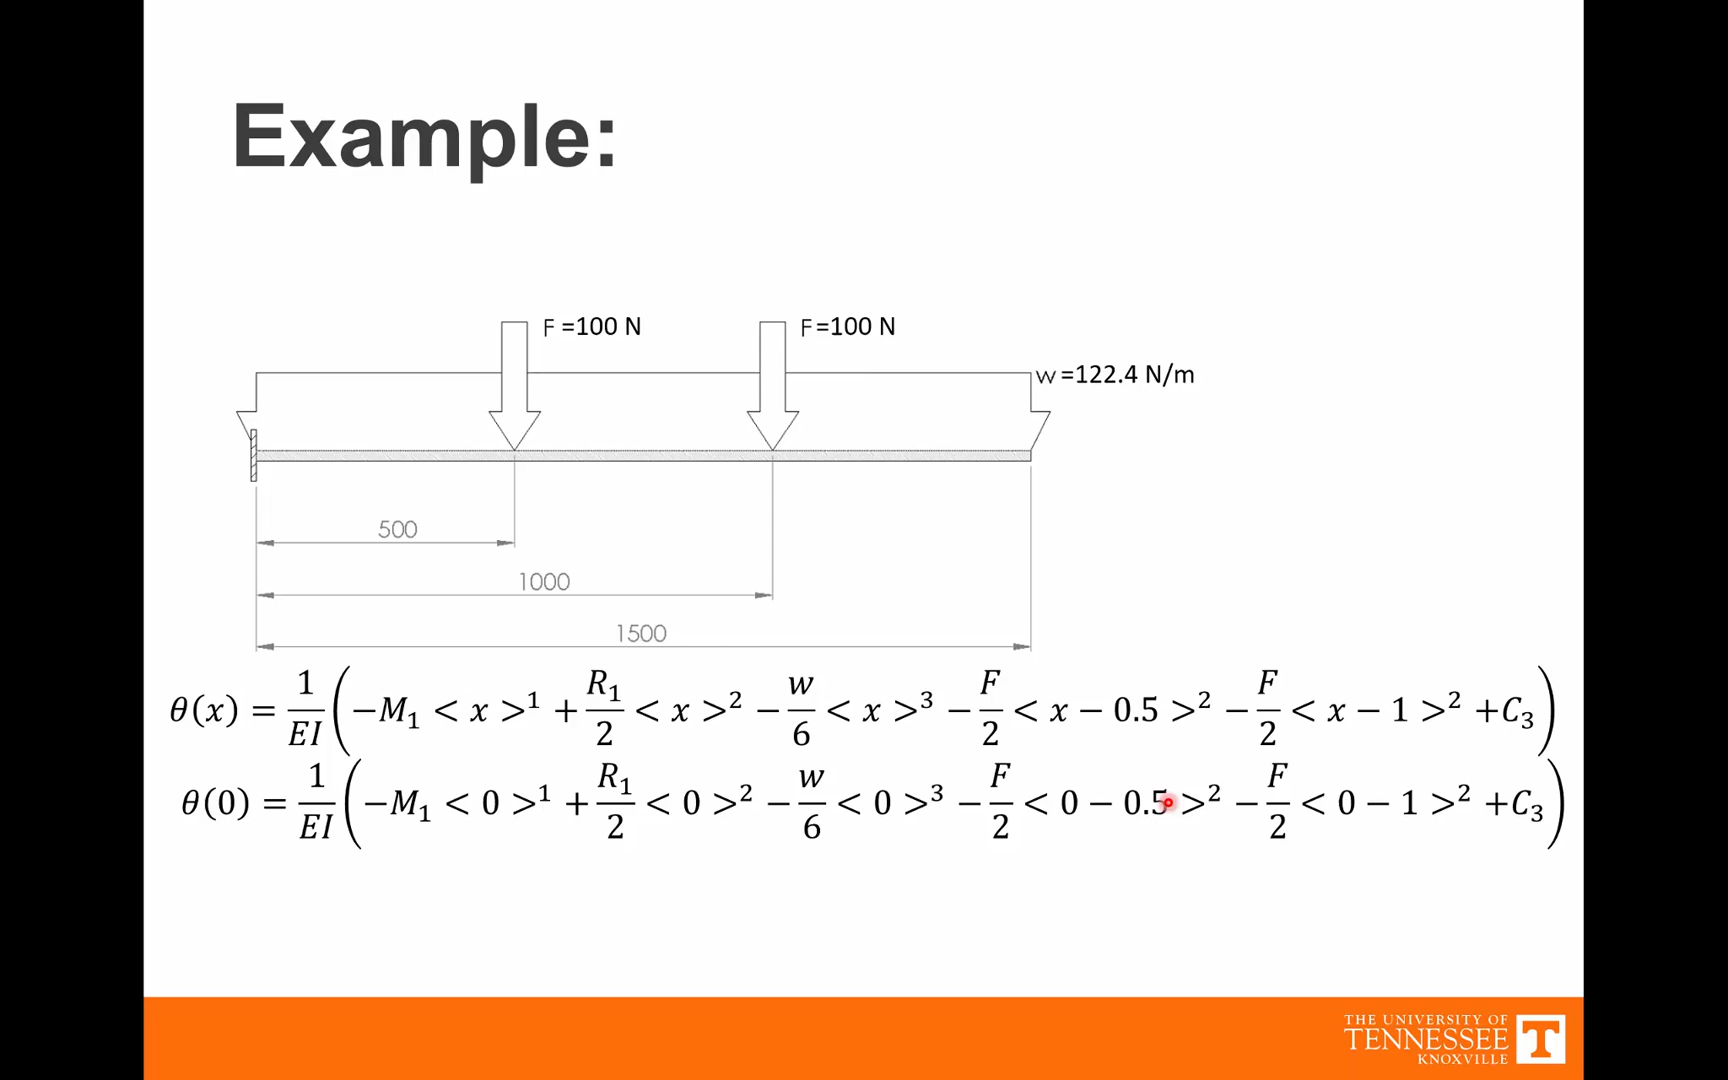 Example:
F =100 N
F=100 N
w=122.4 N/m
500
1000
1500
θ(x) = 1/EI (−M₁ < x >¹ + R₁/2 < x >² − w/6 < x >³ − F/2 < x − 0.5 >² − F/2 < x − 1 >² +C₃)
θ(0) = 1/EI (−M₁ < 0 >¹ + R₁/2 < 0 >² − w/6 < 0 >³ − F/2 < 0 − 0.5 >² − F/2 < 0 − 1 >² +C₃)
THE UNIVERSITY OF
TENNESSEE
KNOXVILLE
T